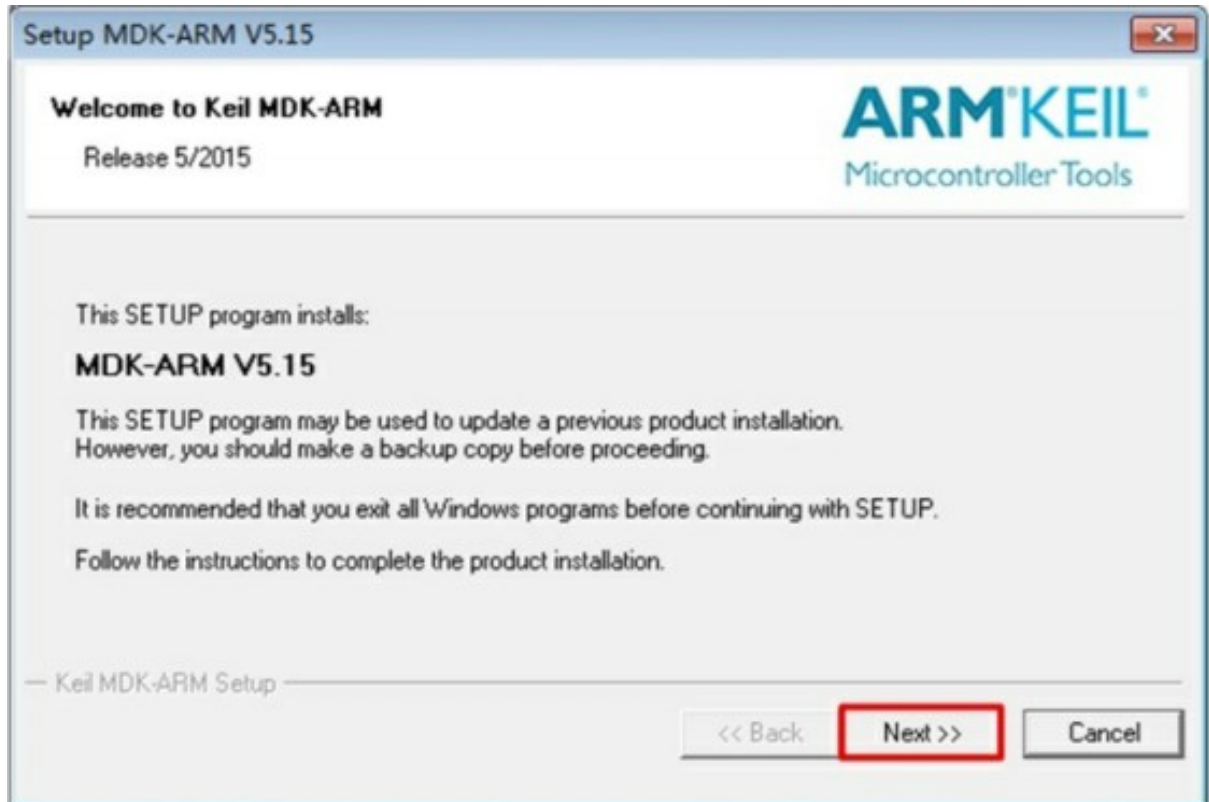 Setup MDK-ARM V5.15
Welcome to Keil MDK-ARM
Release 5/2015
ARM®KEIL®
Microcontroller Tools
This SETUP program installs:
MDK-ARM V5.15
This SETUP program may be used to update a previous product installation.
However, you should make a backup copy before proceeding.
It is recommended that you exit all Windows programs before continuing with SETUP.
Follow the instructions to complete the product installation.
Keil MDK-ARM Setup
<< Back Next >> Cancel